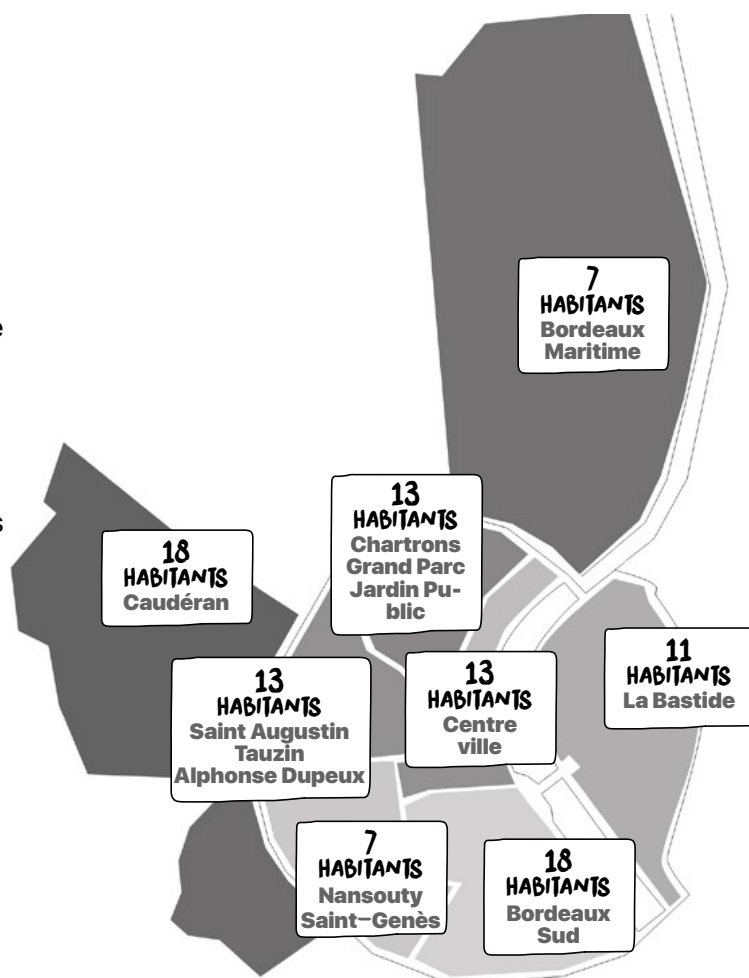 7
HABITANTS
Bordeaux
Maritime
e
13
HABITANTS
Chartrons
Grand Parc
Jardin Pu-
blic
s
18
HABITANTS
Caudéran
11
HABITANTS
La Bastide
13
HABITANTS
Saint Augustin
Tauzin
Alphonse Dupeux
13
HABITANTS
Centre
ville
7
HABITANTS
Nansouty
Saint-Genès
18
HABITANTS
Bordeaux
Sud